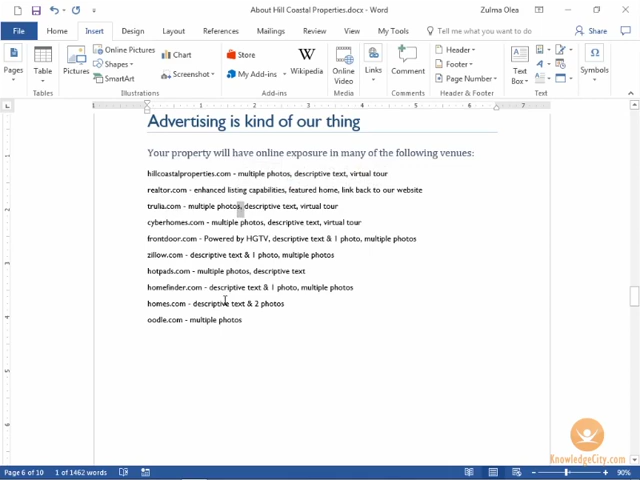 About Hill Coastal Properties.docx - Word
Zulma Olea
File Home Insert Design Layout References Mailings Review View My Tools Tell me what you want to do Share
Pages
Table
Pictures
Online Pictures
Shapes
SmartArt
Chart
Screenshot
Store
My Add-ins
Wikipedia
Online Video
Links
Comment
Header
Footer
Page Number
Text Box
Symbols
Tables Illustrations Add-ins Media Comments Header & Footer Text
1 1 2 3 4 5 6 7
Advertising is kind of our thing
Your property will have online exposure in many of the following venues:
hillcoastalproperties.com - multiple photos, descriptive text, virtual tour
realtor.com - enhanced listing capabilities, featured home, link back to our website
trulia.com - multiple photos, descriptive text, virtual tour
cyberhomes.com - multiple photos, descriptive text, virtual tour
frontdoor.com - Powered by HGTV, descriptive text & 1 photo, multiple photos
zillow.com - descriptive text & 1 photo, multiple photos
hotpads.com - multiple photos, descriptive text
homefinder.com - descriptive text & 1 photo, multiple photos
homes.com - descriptive text & 2 photos
oodle.com - multiple photos
KnowledgeCity.com
Page 6 of 10 1 of 1462 words
90%